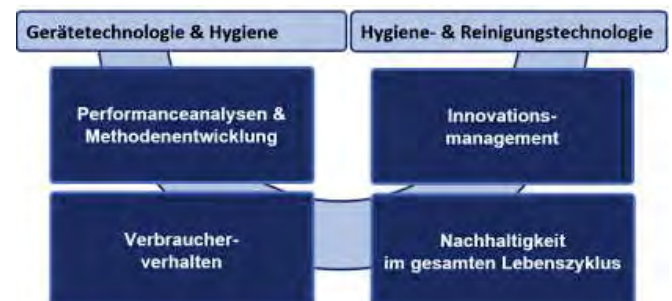 Gerätetechnologie & Hygiene
Hygiene- & Reinigungstechnologie
Performanceanalysen &
Methodenentwicklung
Innovations-
management
Verbraucher-
verhalten
Nachhaltigkeit
im gesamten Lebenszyklus